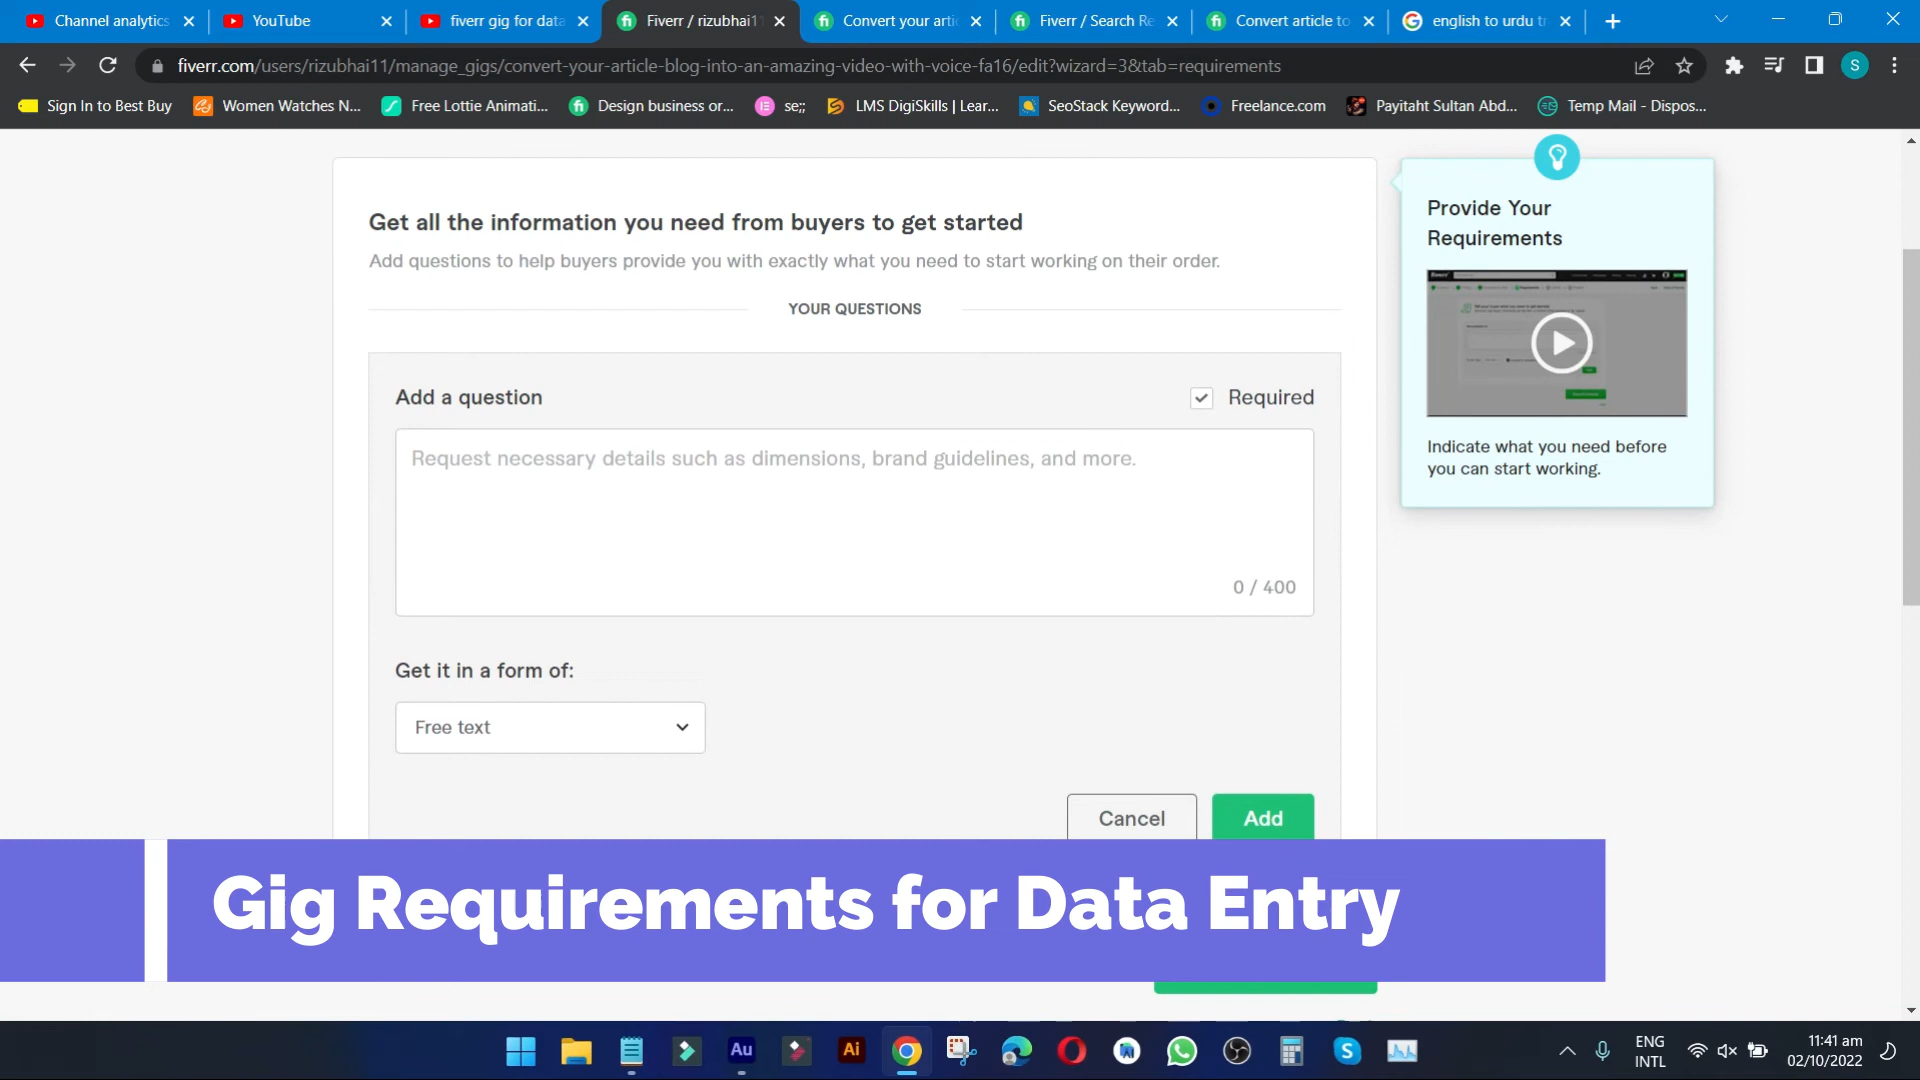 Channel analytics
YouTube
fiverr gig for data
Fiverr / rizubhai11
Convert your arti
Fiverr / Search Re
Convert article to
english to urdu tr
fiverr.com/users/rizubhai11/manage_gigs/convert-your-article-blog-into-an-amazing-video-with-voice-fa16/edit?wizard=3&tab=requirements
S
Sign In to Best Buy
Women Watches N...
Free Lottie Animati...
Design business or...
se;;
LMS DigiSkills | Lear...
SeoStack Keyword...
Freelance.com
Payitaht Sultan Abd...
Temp Mail - Dispos...
Get all the information you need from buyers to get started
Add questions to help buyers provide you with exactly what you need to start working on their order.
YOUR QUESTIONS
Add a question
Required
Request necessary details such as dimensions, brand guidelines, and more.
0 / 400
Get it in a form of:
Free text
Cancel
Add
Provide Your
Requirements
Indicate what you need before
you can start working.
Gig Requirements for Data Entry
Au
Ai
ENG
INTL
11:41 am
02/10/2022